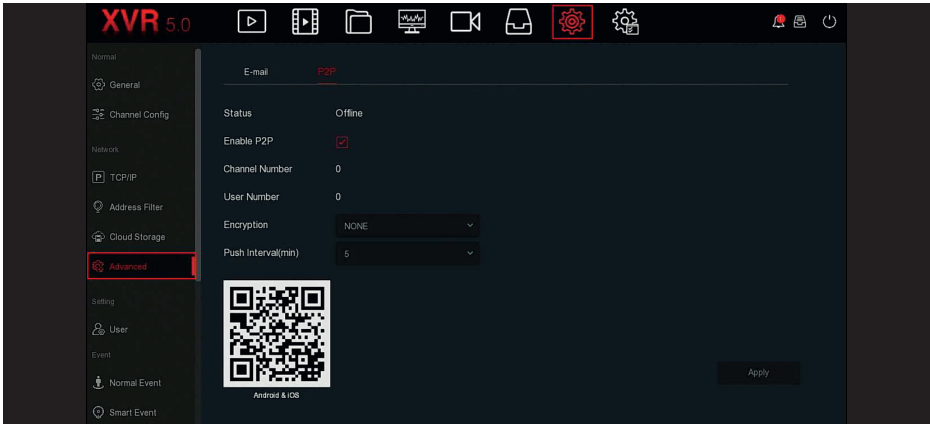 XVR 5.0
Normal
General
Channel Config
Network
P TCP/IP
Address Filter
Cloud Storage
Advanced
Setting
User
Event
Normal Event
Smart Event
E-mail P2P
Status Offline
Enable P2P
Channel Number 0
User Number 0
Encryption NONE
Push Interval(min) 5
Android & iOS
Apply